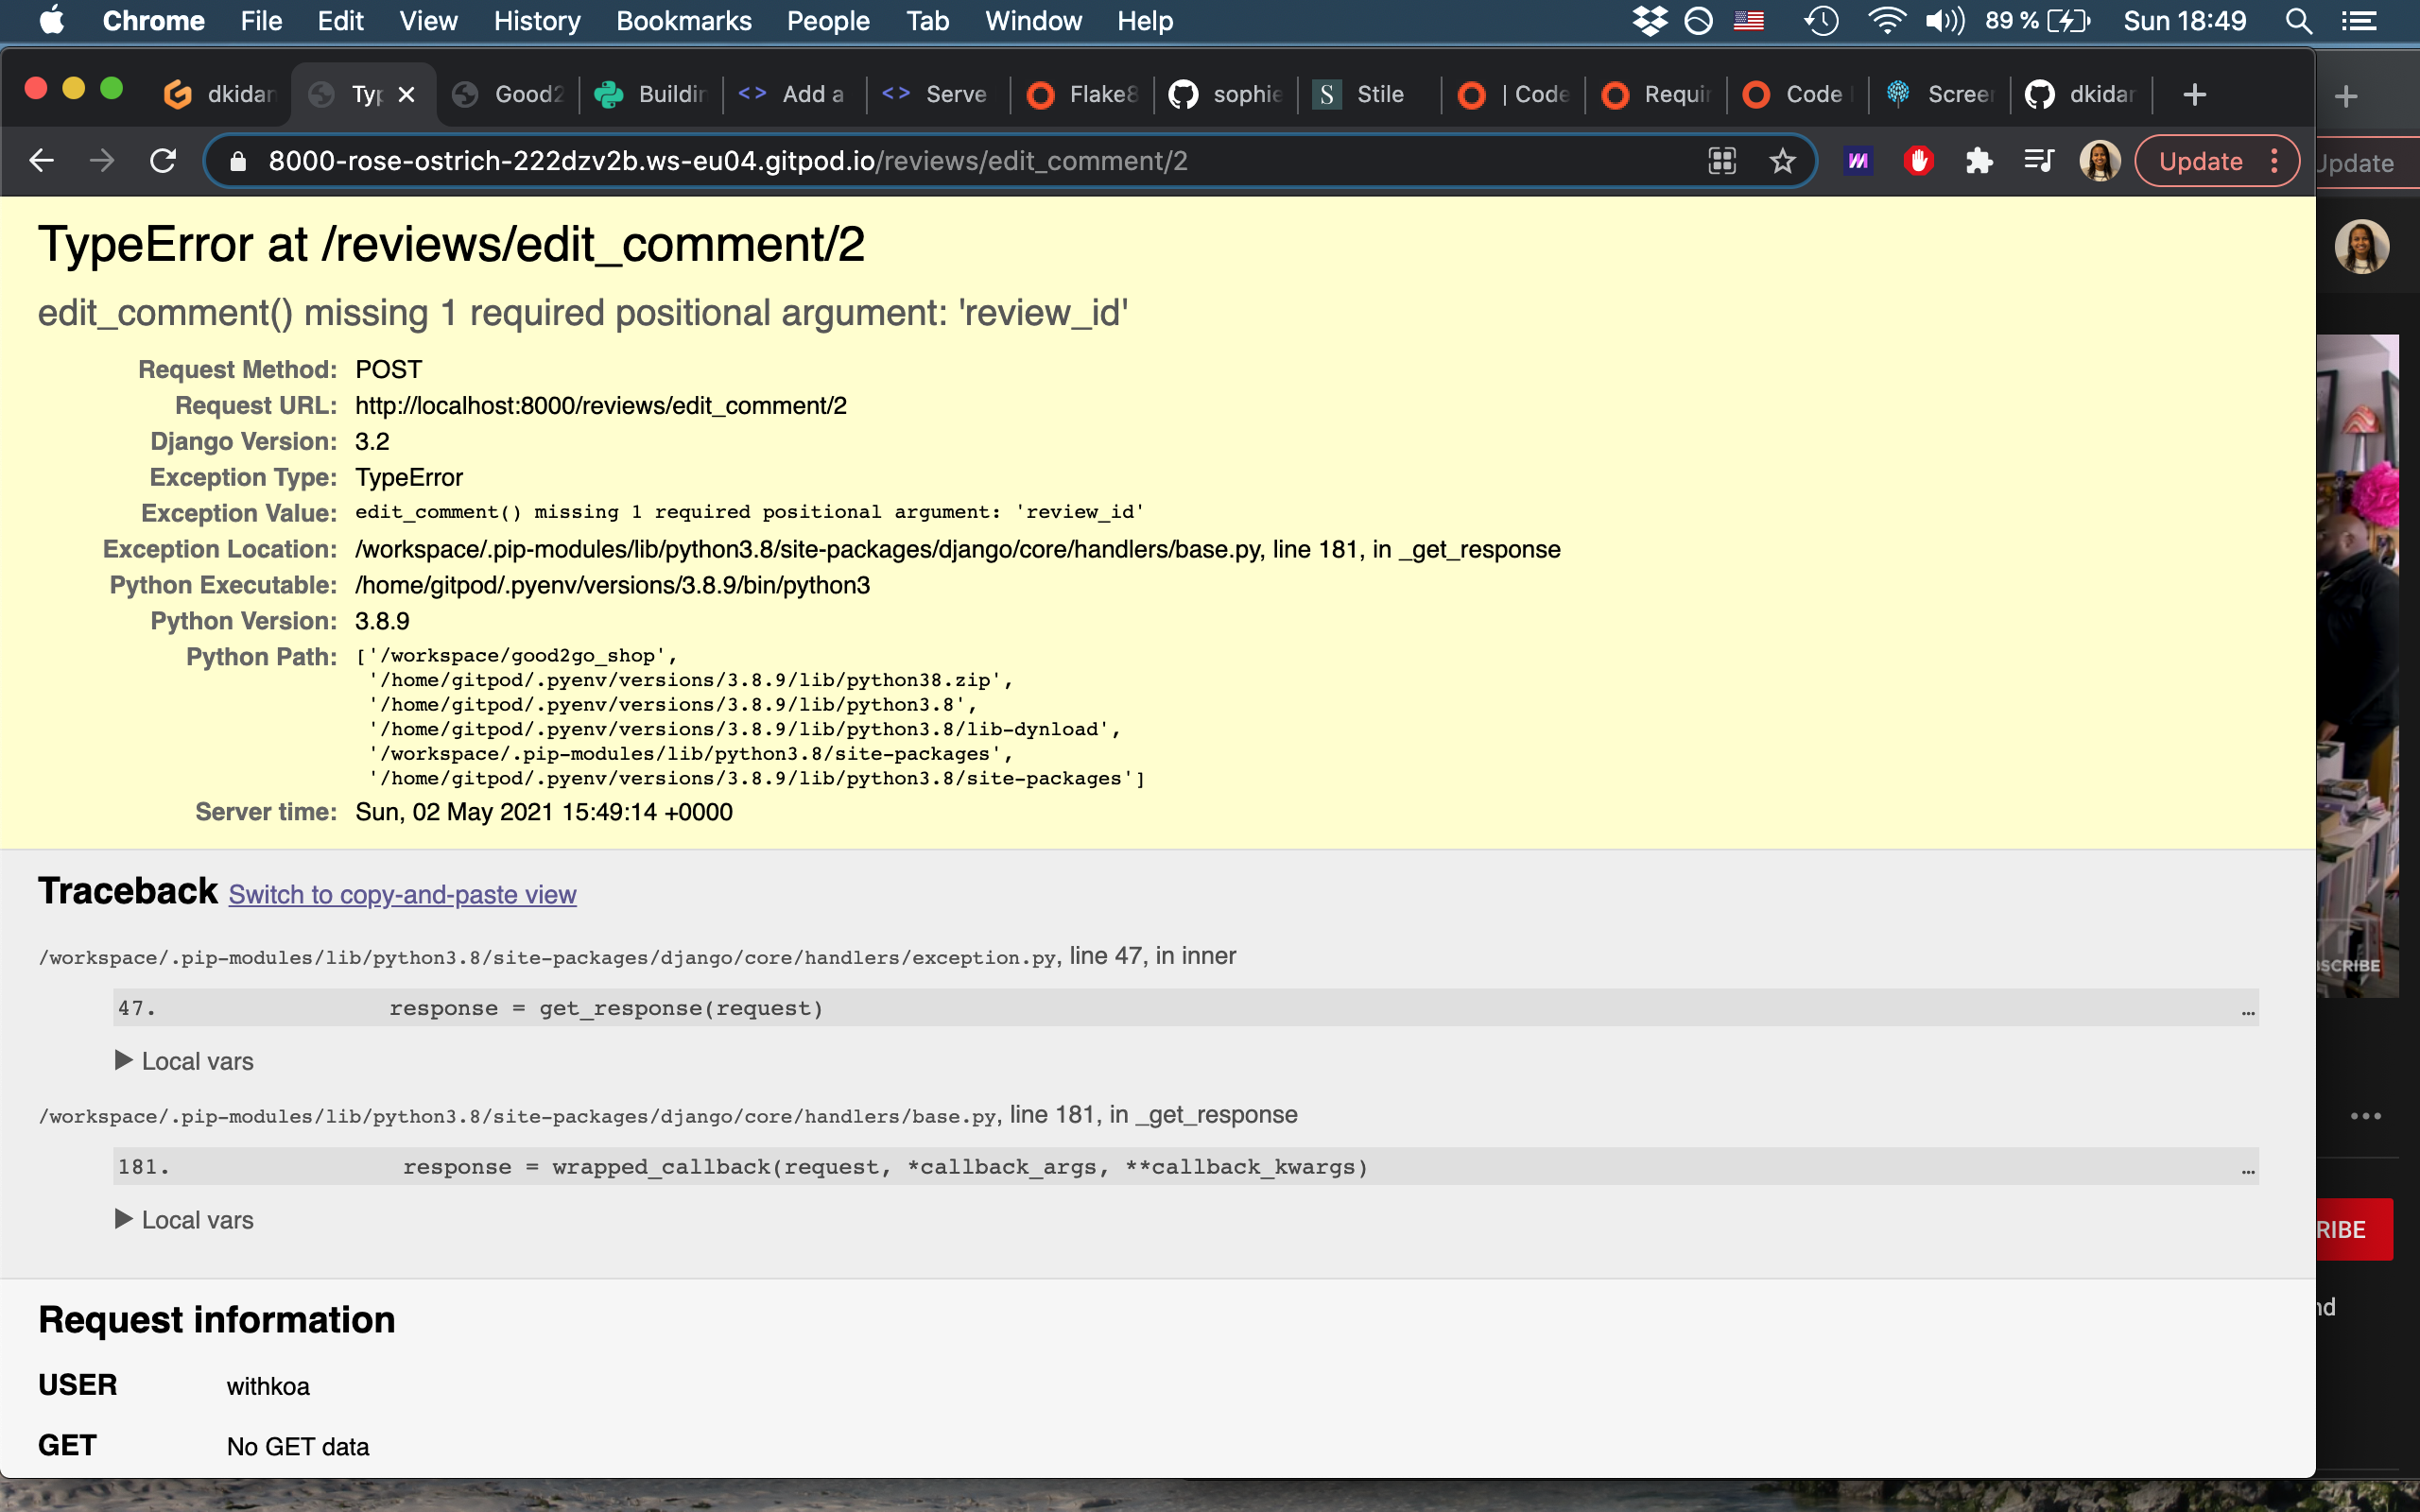 Chrome File Edit View History Bookmarks People Tab Window Help 89 % Sun 18:49
dkidan Typ Good2 Buildin <> Add a <> Serve Flake8 sophie S Stile | Code Requir Code Screen dkidan
8000-rose-ostrich-222dzv2b.ws-eu04.gitpod.io/reviews/edit_comment/2 Update Update
TypeError at /reviews/edit_comment/2
edit_comment() missing 1 required positional argument: 'review_id'
Request Method: POST
Request URL: http://localhost:8000/reviews/edit_comment/2
Django Version: 3.2
Exception Type: TypeError
Exception Value: edit_comment() missing 1 required positional argument: 'review_id'
Exception Location: /workspace/.pip-modules/lib/python3.8/site-packages/django/core/handlers/base.py, line 181, in _get_response
Python Executable: /home/gitpod/.pyenv/versions/3.8.9/bin/python3
Python Version: 3.8.9
Python Path: ['/workspace/good2go_shop',
'/home/gitpod/.pyenv/versions/3.8.9/lib/python38.zip',
'/home/gitpod/.pyenv/versions/3.8.9/lib/python3.8',
'/home/gitpod/.pyenv/versions/3.8.9/lib/python3.8/lib-dynload',
'/workspace/.pip-modules/lib/python3.8/site-packages',
'/home/gitpod/.pyenv/versions/3.8.9/lib/python3.8/site-packages']
Server time: Sun, 02 May 2021 15:49:14 +0000
Traceback Switch to copy-and-paste view
/workspace/.pip-modules/lib/python3.8/site-packages/django/core/handlers/exception.py, line 47, in inner
SCRIBE
47. response = get_response(request) …
Local vars
/workspace/.pip-modules/lib/python3.8/site-packages/django/core/handlers/base.py, line 181, in _get_response
181. response = wrapped_callback(request, *callback_args, **callback_kwargs) …
Local vars
RIBE
Request information
nd
USER withkoa
GET No GET data